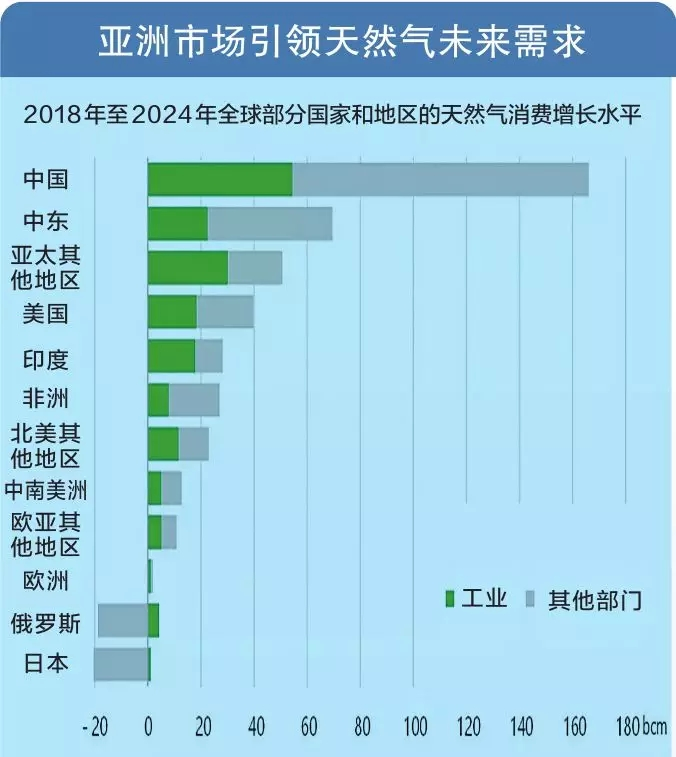 亚洲市场引领天然气未来需求
2018年至2024年全球部分国家和地区的天然气消费增长水平
中国
中东
亚太其
他地区
美国
印度
非洲
北美其
他地区
中南美洲
欧亚其
他地区
欧洲
俄罗斯
日本
工业 其他部门
-20 0 20 40 60 80 100 120 140 160 180 bcm